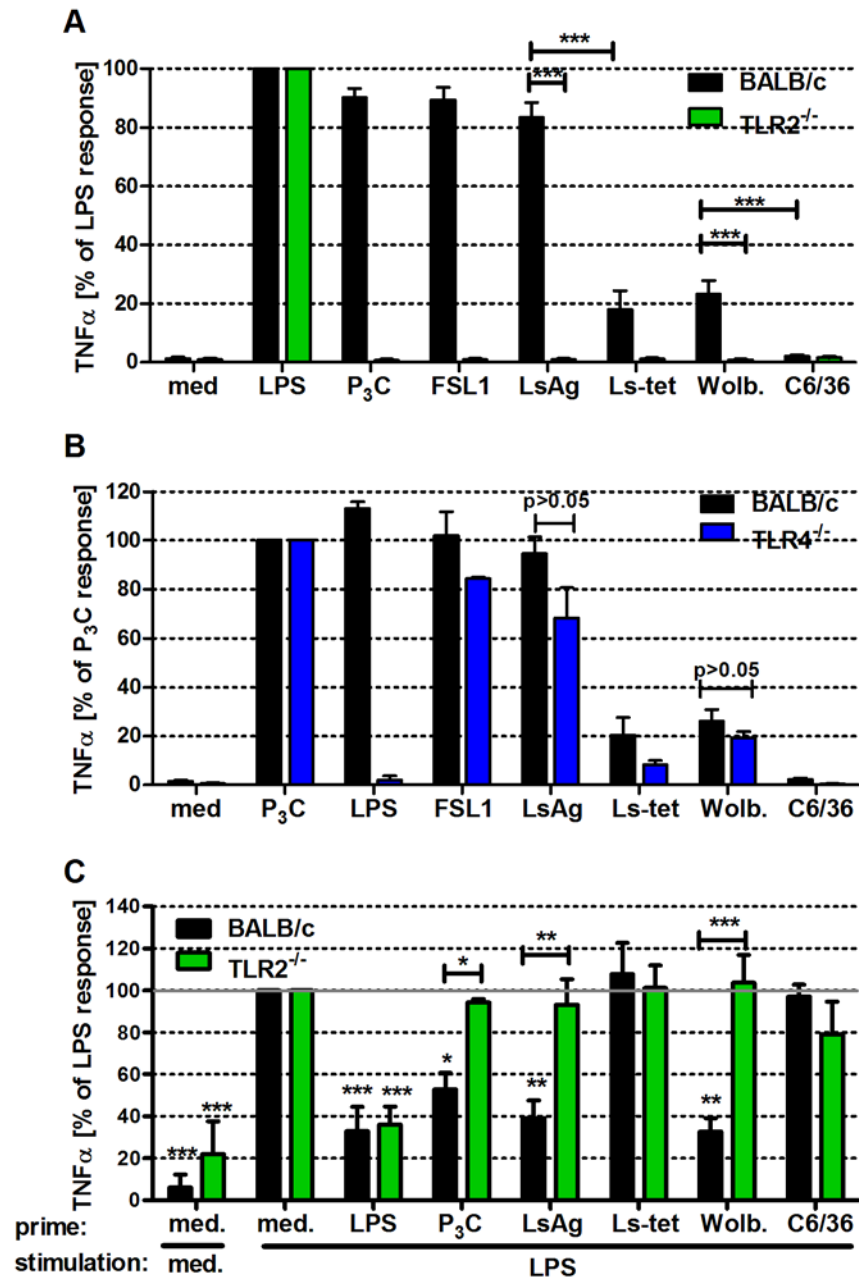 A
TNFα [% of LPS response]
100
80
60
40
20
0
***
***
***
***
BALB/c
TLR2-/-
med LPS P3C FSL1 LsAg Ls-tet Wolb. C6/36
B
TNFα [% of P3C response]
120
100
80
60
40
20
0
p>0.05
p>0.05
BALB/c
TLR4-/-
med P3C LPS FSL1 LsAg Ls-tet Wolb. C6/36
C
TNFα [% of LPS response]
140
120
100
80
60
40
20
0
BALB/c
TLR2-/-
* ** ***
*** *** *** *** * ** **
prime: med. med. LPS P3C LsAg Ls-tet Wolb. C6/36
stimulation: med. LPS